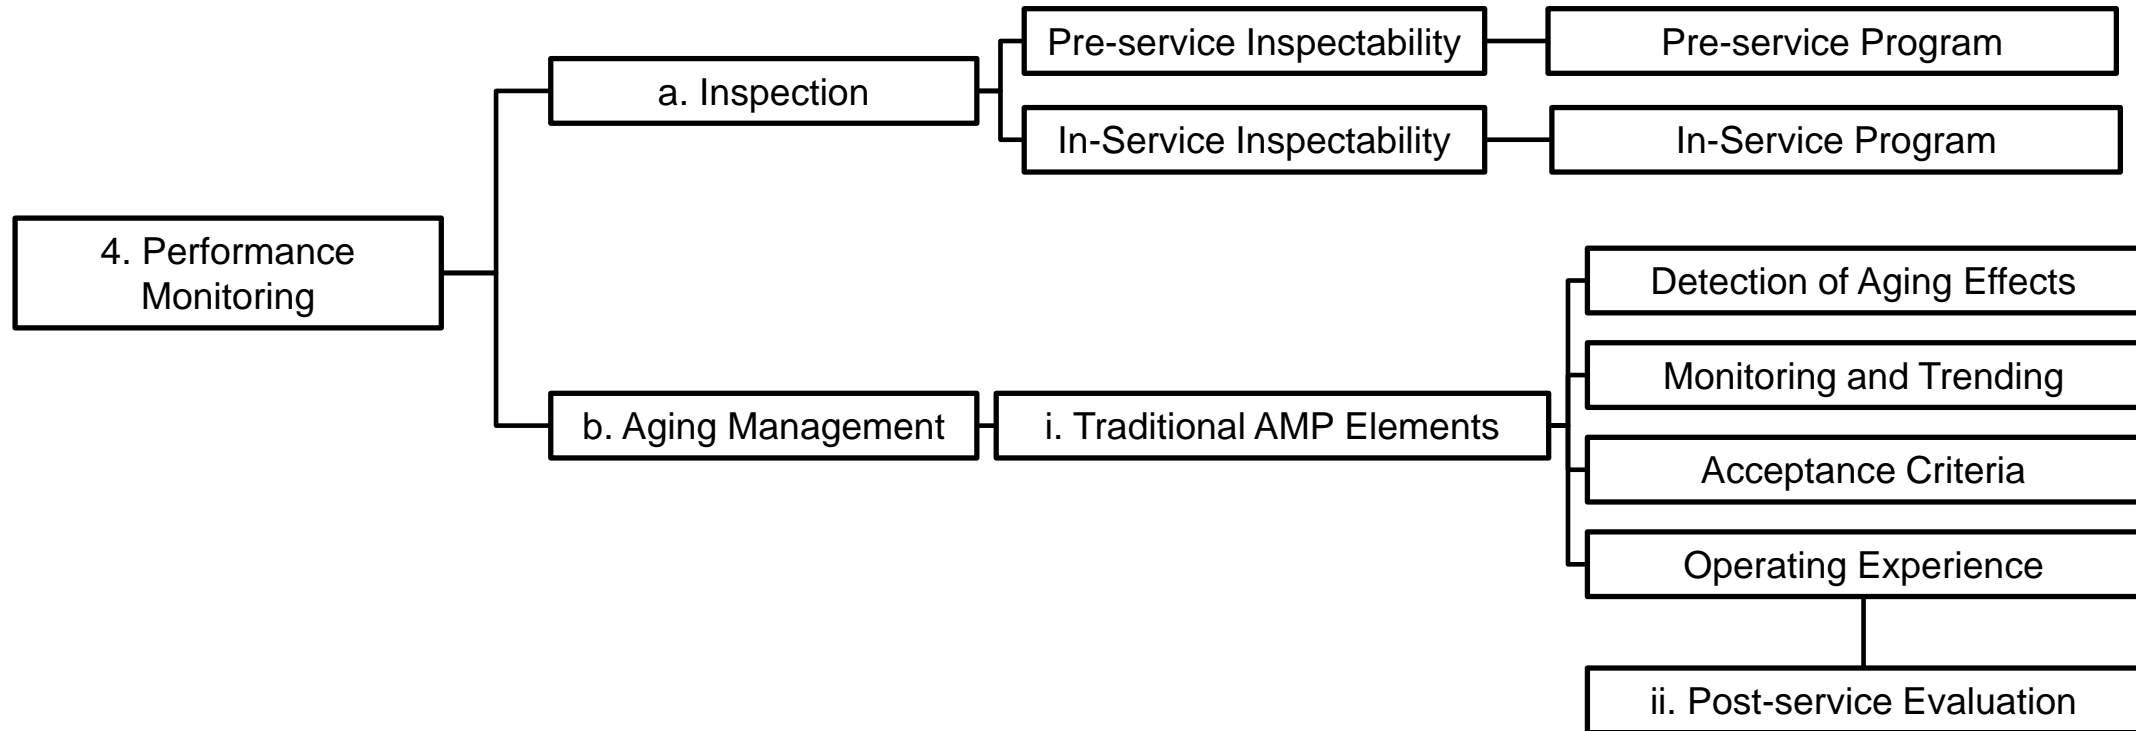 4. Performance
Monitoring
a. Inspection
Pre-service Inspectability
Pre-service Program
In-Service Inspectability
In-Service Program
b. Aging Management
i. Traditional AMP Elements
Detection of Aging Effects
Monitoring and Trending
Acceptance Criteria
Operating Experience
ii. Post-service Evaluation